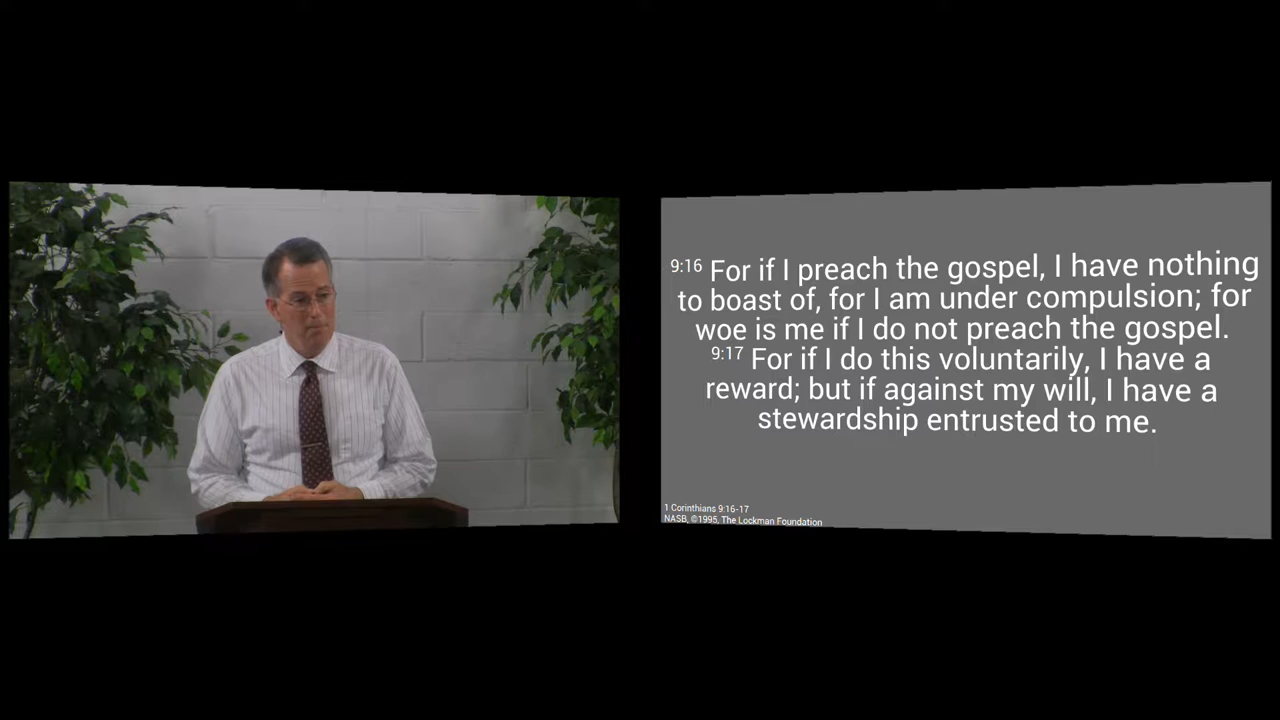 9:16 For if I preach the gospel, I have nothing
to boast of, for I am under compulsion; for
woe is me if I do not preach the gospel.
9:17 For if I do this voluntarily, I have a
reward; but if against my will, I have a
stewardship entrusted to me.
1 Corinthians 9:16-17
NASB, ©1995, The Lockman Foundation